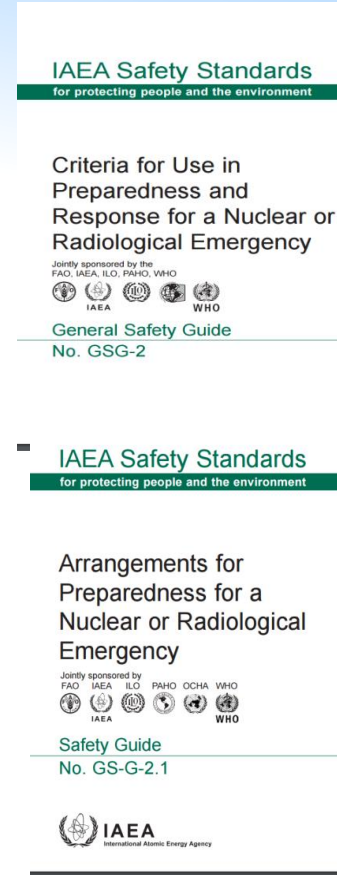 IAEA Safety Standards
for protecting people and the environment
Criteria for Use in
Preparedness and
Response for a Nuclear or
Radiological Emergency
Jointly sponsored by the
FAO, IAEA, ILO, PAHO, WHO
IAEA WHO
General Safety Guide
No. GSG-2
IAEA Safety Standards
for protecting people and the environment
Arrangements for
Preparedness for a
Nuclear or Radiological
Emergency
Jointly sponsored by
FAO IAEA ILO PAHO OCHA WHO
IAEA WHO
Safety Guide
No. GS-G-2.1
IAEA
International Atomic Energy Agency